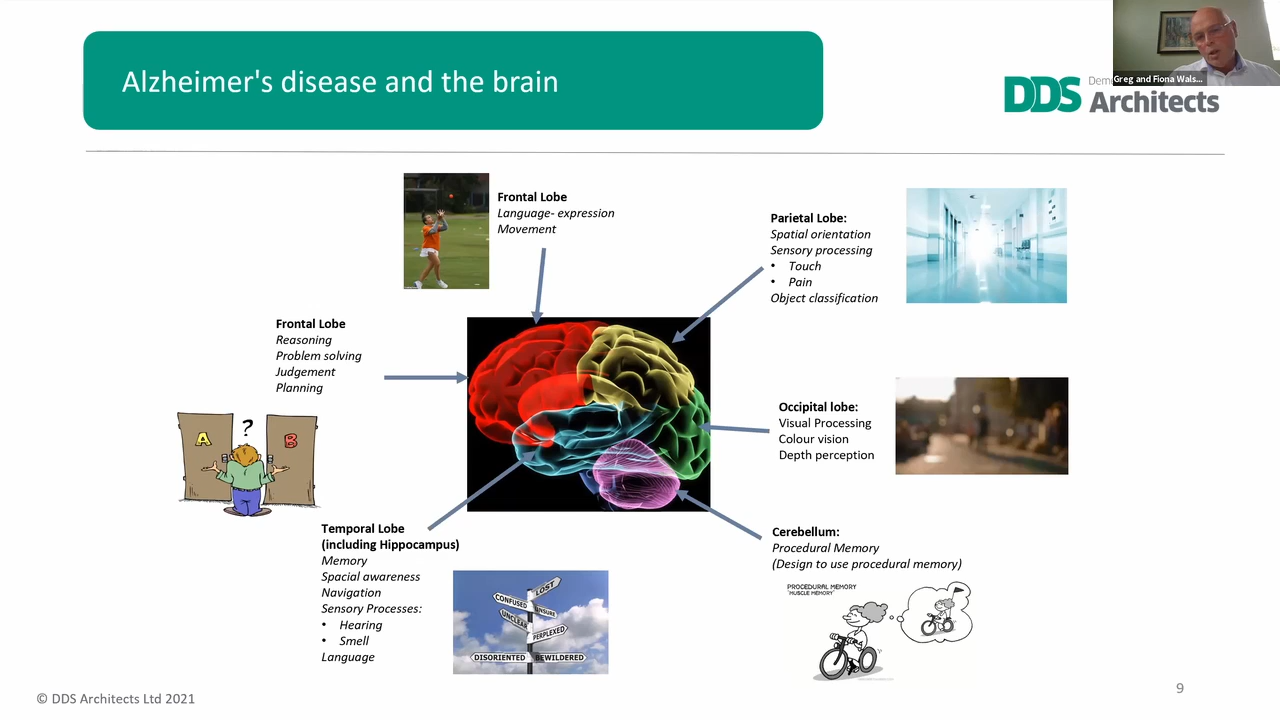 Alzheimer's disease and the brain
Greg and Fiona Wals...
DDS
Architects
Frontal Lobe
Language- expression
Movement
Parietal Lobe:
Spatial orientation
Sensory processing
• Touch
• Pain
Object classification
Frontal Lobe
Reasoning
Problem solving
Judgement
Planning
A
?
B
Occipital lobe:
Visual Processing
Colour vision
Depth perception
Temporal Lobe
(including Hippocampus)
Memory
Spacial awareness
Navigation
Sensory Processes:
• Hearing
• Smell
Language
LOST
CONFUSED
UNSURE
UNCLEAR
PERPLEXED
DISORIENTED
BEWILDERED
Cerebellum:
Procedural Memory
(Design to use procedural memory)
PROCEDURAL MEMORY
"MUSCLE MEMORY"
© DDS Architects Ltd 2021
9